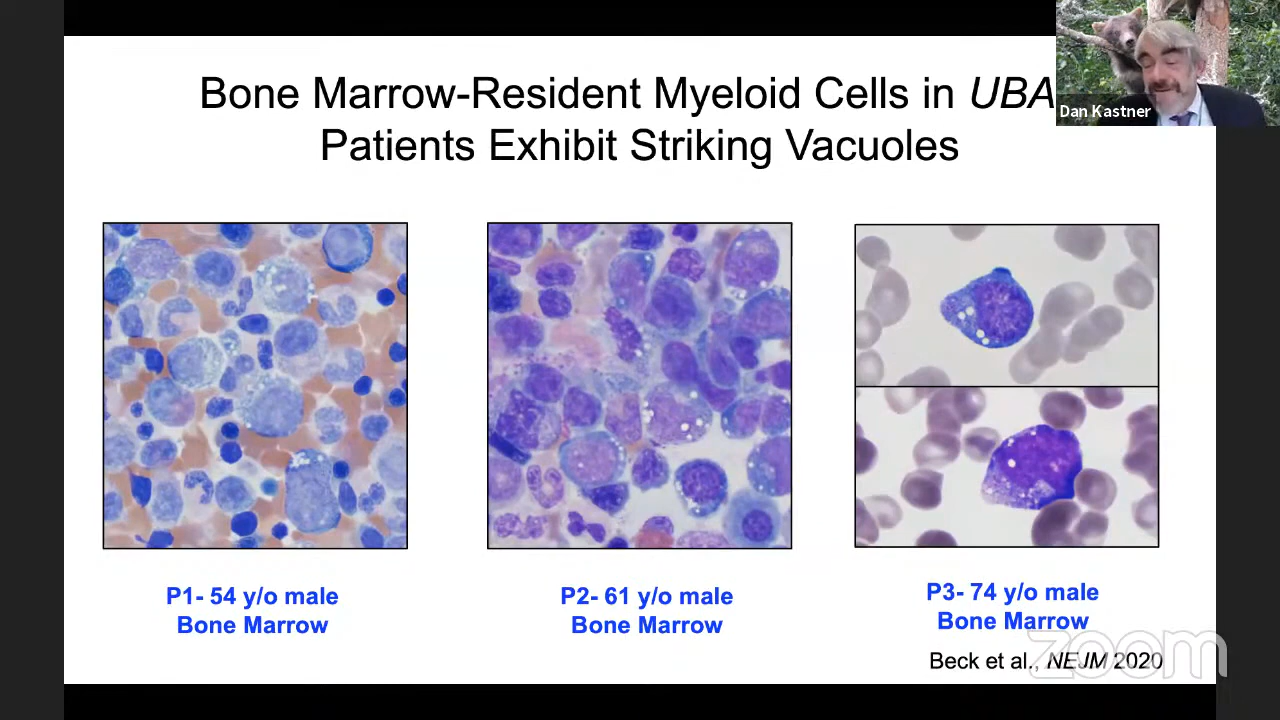 Bone Marrow-Resident Myeloid Cells in UBA
Patients Exhibit Striking Vacuoles
Dan Kastner
P1- 54 y/o male
Bone Marrow
P2- 61 y/o male
Bone Marrow
P3- 74 y/o male
Bone Marrow
Beck et al., NEJM 2020
zoom